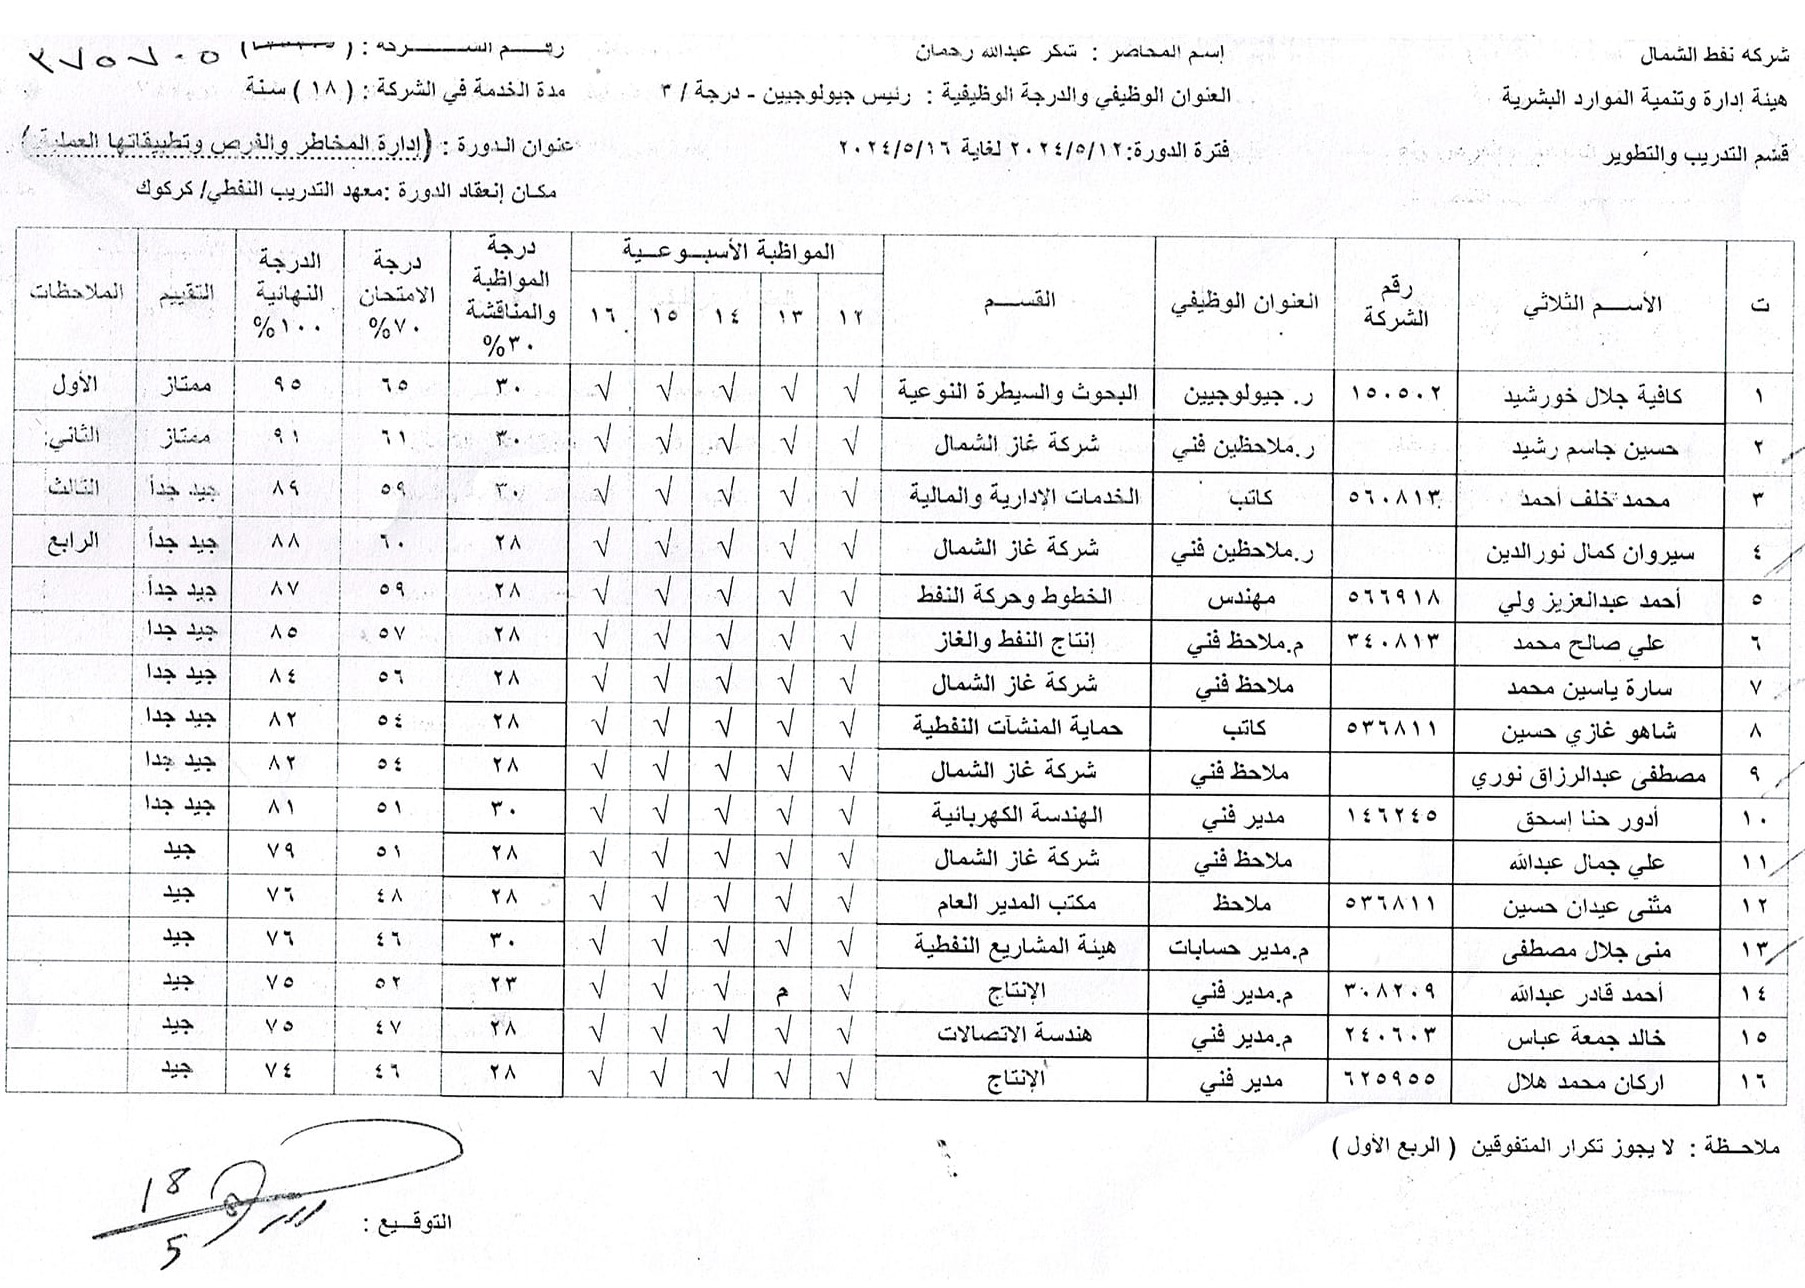 شركه نفط الشمال
هيئة إدارة وتنمية الموارد البشرية
قسم التدريب والتطوير
إسم المحاضر : شكر عبدالله رحمان
العنوان الوظيفي والدرجة الوظيفية : رئيس جيولوجيين - درجة / ٣
فترة الدورة:٢٠٢٤/٥/١٢ لغاية ٢٠٢٤/٥/١٦
رقـــم الشـــــركة : ( )
مدة الخدمة في الشركة : ( ١٨ ) سنة
عنوان الـدورة : (إدارة المخاطر والفرص وتطبيقاتها العملية )
مكـان إنعقاد الدورة :معهد التدريب النفطي/ كركوك
ت الأســـم الثلاثي رقم الشركة العنوان الوظيفي القســـم المواظبة الأسبــوعــية درجة المواظبة والمناقشة ٣٠% درجة الامتحان ٧٠% الدرجة النهائية ١٠٠% التقييم الملاحظات
١٢ ١٣ ١٤ ١٥ ١٦
١ كافية جلال خورشيد ١٥٠٥٠٢ ر. جيولوجيين البحوث والسيطرة النوعية √ √ √ √ √ ٣٠ ٦٥ ٩٥ ممتاز الأول
٢ حسين جاسم رشيد ر.ملاحظين فني شركة غاز الشمال √ √ √ √ √ ٣٠ ٦١ ٩١ ممتاز الثاني
٣ محمد خلف أحمد ٥٦٠٨١٣ كاتب الخدمات الإدارية والمالية √ √ √ √ √ ٣٠ ٥٩ ٨٩ جيد جداً الثالث
٤ سيروان كمال نورالدين ر.ملاحظين فني شركة غاز الشمال √ √ √ √ √ ٢٨ ٦٠ ٨٨ جيد جداً الرابع
٥ أحمد عبدالعزيز ولي ٥٦٦٩١٨ مهندس الخطوط وحركة النفط √ √ √ √ √ ٢٨ ٥٩ ٨٧ جيد جداً
٦ علي صالح محمد ٣٤٠٨١٣ م.ملاحظ فني إنتاج النفط والغاز √ √ √ √ √ ٢٨ ٥٧ ٨٥ جيد جدا
٧ سارة ياسين محمد ملاحظ فني شركة غاز الشمال √ √ √ √ √ ٢٨ ٥٦ ٨٤ جيد جدا
٨ شاهو غازي حسين ٥٣٦٨١١ كاتب حماية المنشآت النفطية √ √ √ √ √ ٢٨ ٥٤ ٨٢ جيد جدا
٩ مصطفى عبدالرزاق نوري ملاحظ فني شركة غاز الشمال √ √ √ √ √ ٢٨ ٥٤ ٨٢ جيد جدا
١٠ أدور حنا إسحق ١٤٦٢٤٥ مدير فني الهندسة الكهربائية √ √ √ √ √ ٣٠ ٥١ ٨١ جيد جدا
١١ علي جمال عبدالله ملاحظ فني شركة غاز الشمال √ √ √ √ √ ٢٨ ٥١ ٧٩ جيد
١٢ مثنى عيدان حسين ٥٣٦٨١١ ملاحظ مكتب المدير العام √ √ √ √ √ ٢٨ ٤٨ ٧٦ جيد
١٣ منى جلال مصطفى م.مدير حسابات هيئة المشاريع النفطية √ √ √ √ √ ٣٠ ٤٦ ٧٦ جيد
١٤ أحمد قادر عبدالله ٣٠٨٢٠٩ م.مدير فني الإنتاج √ م √ √ √ ٢٣ ٥٢ ٧٥ جيد
١٥ خالد جمعة عباس ٢٤٠٦٠٣ م.مدير فني هندسة الاتصالات √ √ √ √ √ ٢٨ ٤٧ ٧٥ جيد
١٦ اركان محمد هلال ٦٢٥٩٥٥ مدير فني الإنتاج √ √ √ √ √ ٢٨ ٤٦ ٧٤ جيد
ملاحـظة : لا يجوز تكرار المتفوقين ( الربع الأول )
التوقـيع :
18
5